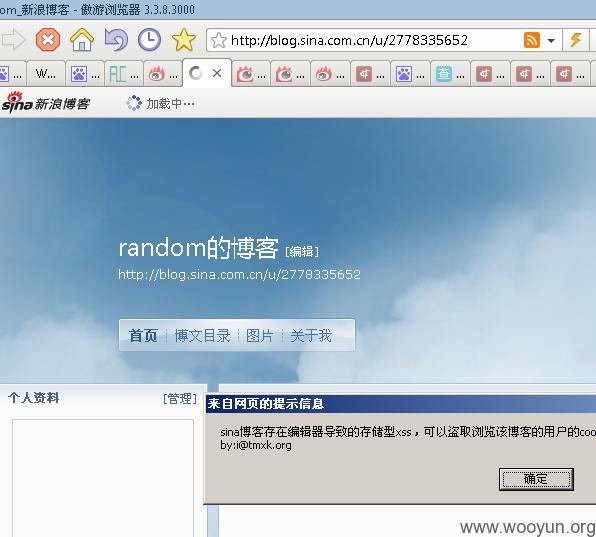 om_新浪博客 - 傲游浏览器 3.3.8.3000
http://blog.sina.com.cn/u/2778335652
W...
sina新浪博客
加载中...
random的博客 [编辑]
http://blog.sina.com.cn/u/2778335652
首页 博文目录 图片 关于我
个人资料 [管理]
来自网页的提示信息
sina博客存在编辑器导致的存储型xss，可以盗取浏览该博客的用户的coo
by:i@tmxk.org
确定
www.wooyun.org